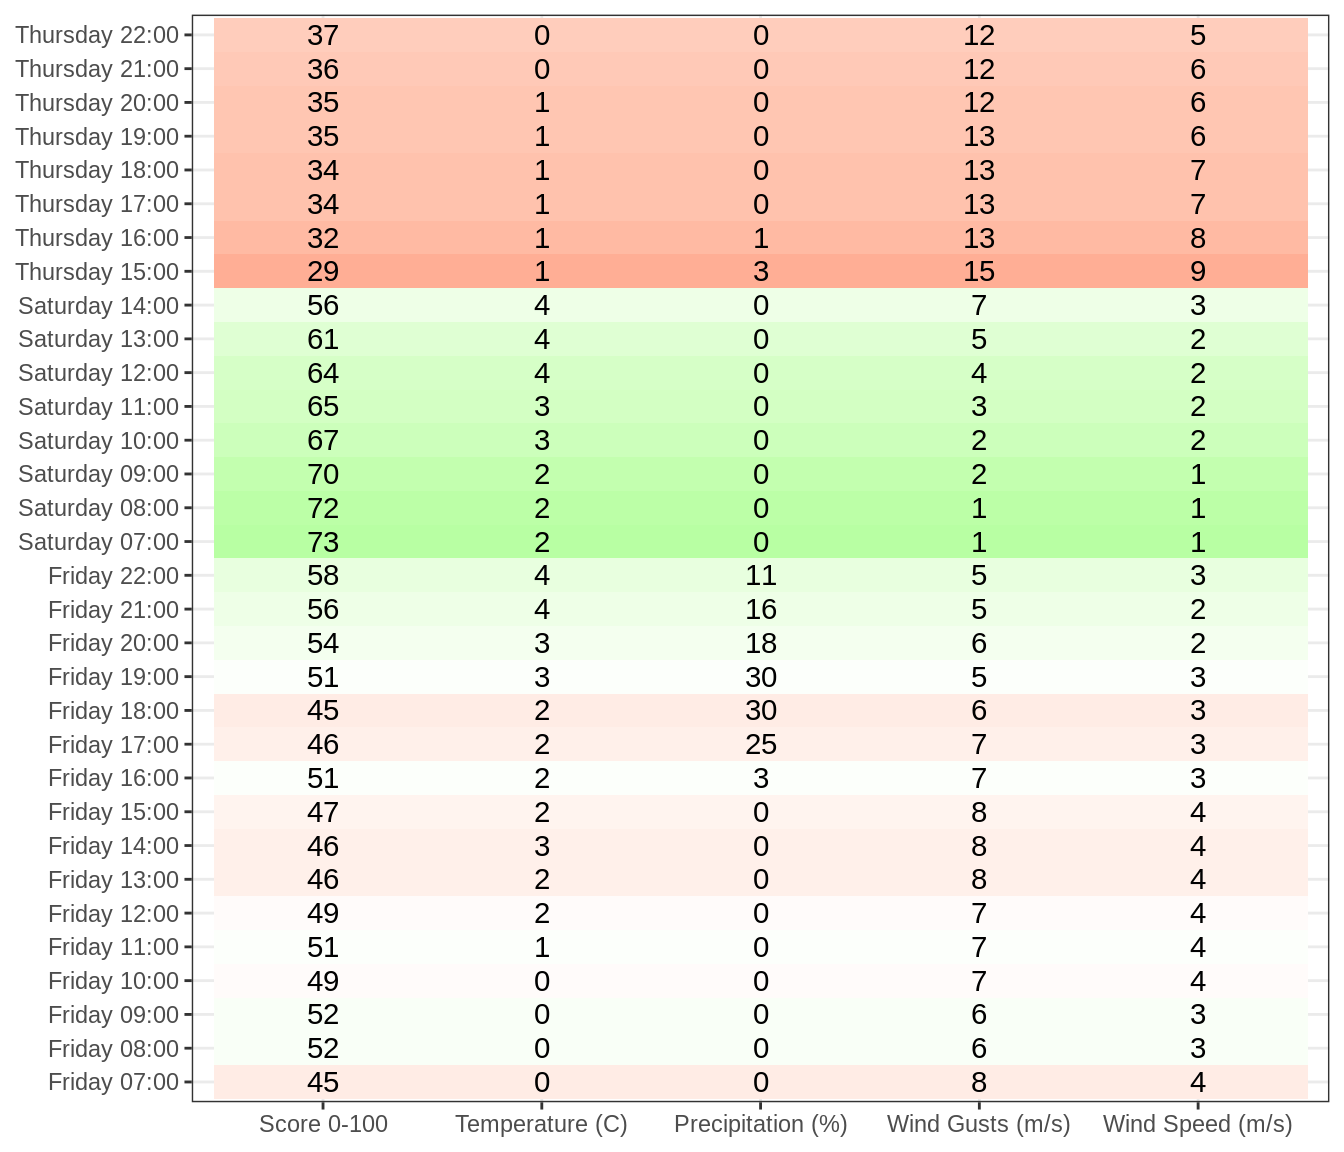 Thursday 22:00 37 0 0 12 5
Thursday 21:00 36 0 0 12 6
Thursday 20:00 35 1 0 12 6
Thursday 19:00 35 1 0 13 6
Thursday 18:00 34 1 0 13 7
Thursday 17:00 34 1 0 13 7
Thursday 16:00 32 1 1 13 8
Thursday 15:00 29 1 3 15 9
Saturday 14:00 56 4 0 7 3
Saturday 13:00 61 4 0 5 2
Saturday 12:00 64 4 0 4 2
Saturday 11:00 65 3 0 3 2
Saturday 10:00 67 3 0 2 2
Saturday 09:00 70 2 0 2 1
Saturday 08:00 72 2 0 1 1
Saturday 07:00 73 2 0 1 1
Friday 22:00 58 4 11 5 3
Friday 21:00 56 4 16 5 2
Friday 20:00 54 3 18 6 2
Friday 19:00 51 3 30 5 3
Friday 18:00 45 2 30 6 3
Friday 17:00 46 2 25 7 3
Friday 16:00 51 2 3 7 3
Friday 15:00 47 2 0 8 4
Friday 14:00 46 3 0 8 4
Friday 13:00 46 2 0 8 4
Friday 12:00 49 2 0 7 4
Friday 11:00 51 1 0 7 4
Friday 10:00 49 0 0 7 4
Friday 09:00 52 0 0 6 3
Friday 08:00 52 0 0 6 3
Friday 07:00 45 0 0 8 4
Score 0-100 Temperature (C) Precipitation (%) Wind Gusts (m/s) Wind Speed (m/s)